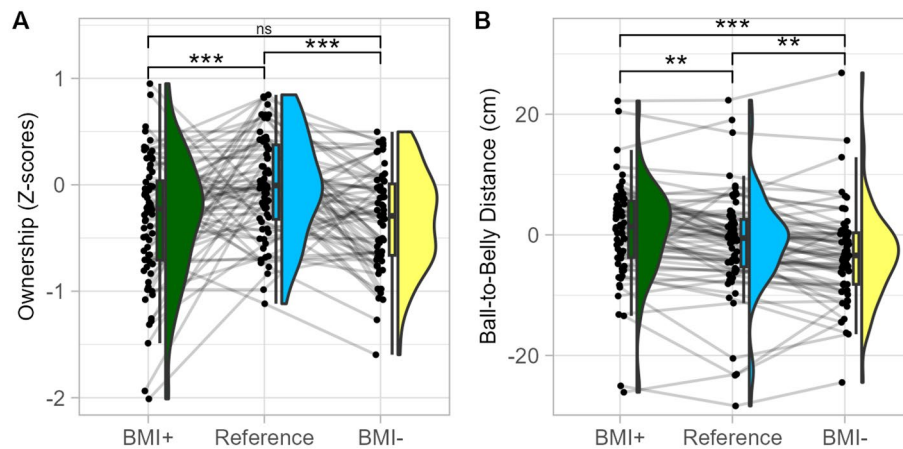 A
B
ns
***
***
***
**
**
Ownership (Z-scores)
1
0
-1
-2
BMI+ Reference BMI-
Ball-to-Belly Distance (cm)
20
0
-20
BMI+ Reference BMI-